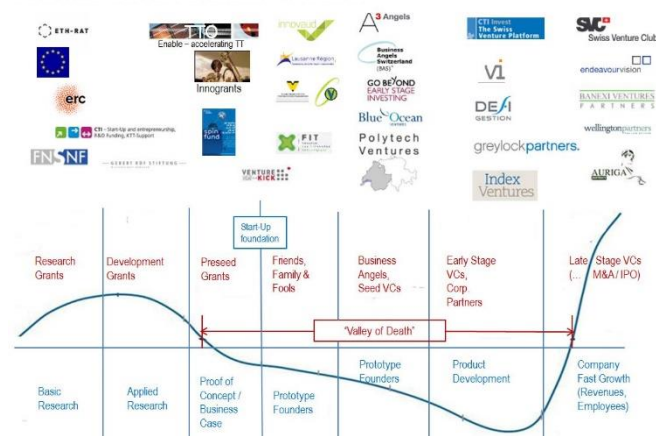 ETH-RAT
erc
CTI - Start-Up and entrepreneurship,
R&D Funding, KTT-Support
FNSNF
GEBERT RÜF STIFTUNG
TTO
Enable – accelerating TT
Innogrants
spin
fund
VENTURE
KICK
innovaud
Lausanne Région
FIT
A3 Angels
Business
Angels
Switzerland
(BAS)
GO BEYOND
EARLY STAGE
INVESTING
Blue Ocean
Polytech
Ventures
CTI Invest
The Swiss
Venture Platform
Vi
DEFI
GESTION
greylockpartners.
Index
Ventures
SVC
Swiss Venture Club
endeavourvision
BANEXI VENTURES
PARTNERS
wellingtonpartners
AURIGA
Start-Up
foundation
Research
Grants
Development
Grants
Preseed
Grants
Friends,
Family &
Fools
Business
Angels,
Seed VCs
Early Stage
VCs,
Corp.
Partners
Late Stage VCs
(... M&A / IPO)
"Valley of Death"
Basic
Research
Applied
Research
Proof of
Concept /
Business
Case
Prototype
Founders
Prototype
Founders
Product
Development
Company
Fast Growth
(Revenues,
Employees)